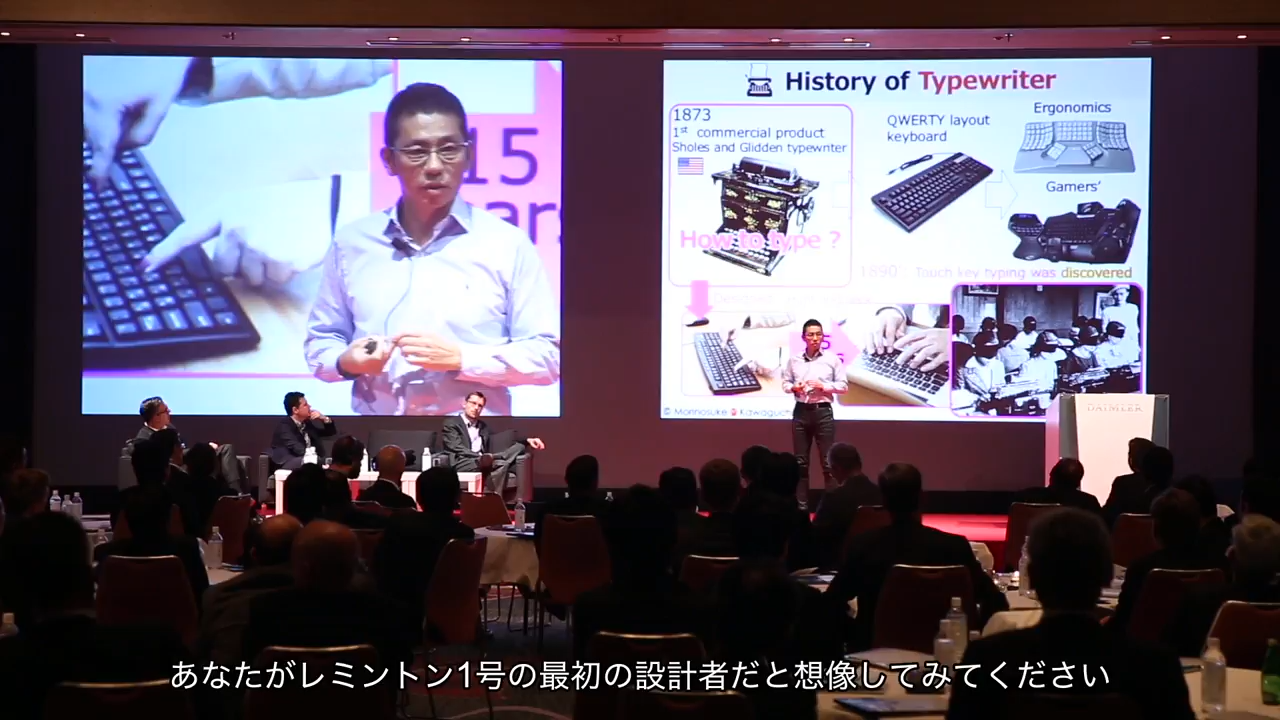 15
History of Typewriter
1873
1st commercial product
Sholes and Glidden typewriter
How to type ?
QWERTY layout
keyboard
Ergonomics
Gamers'
1890's Touch key typing was discovered
© Morinosuke Kawaguchi
DAIMLER
あなたがレミントン1号の最初の設計者だと想像してみてください